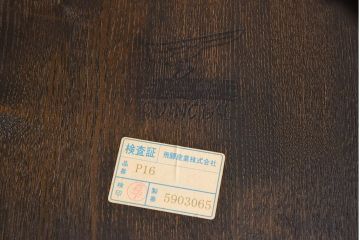 検査証 飛騨産業株式会社
品番 P16
検印 製番 5903065